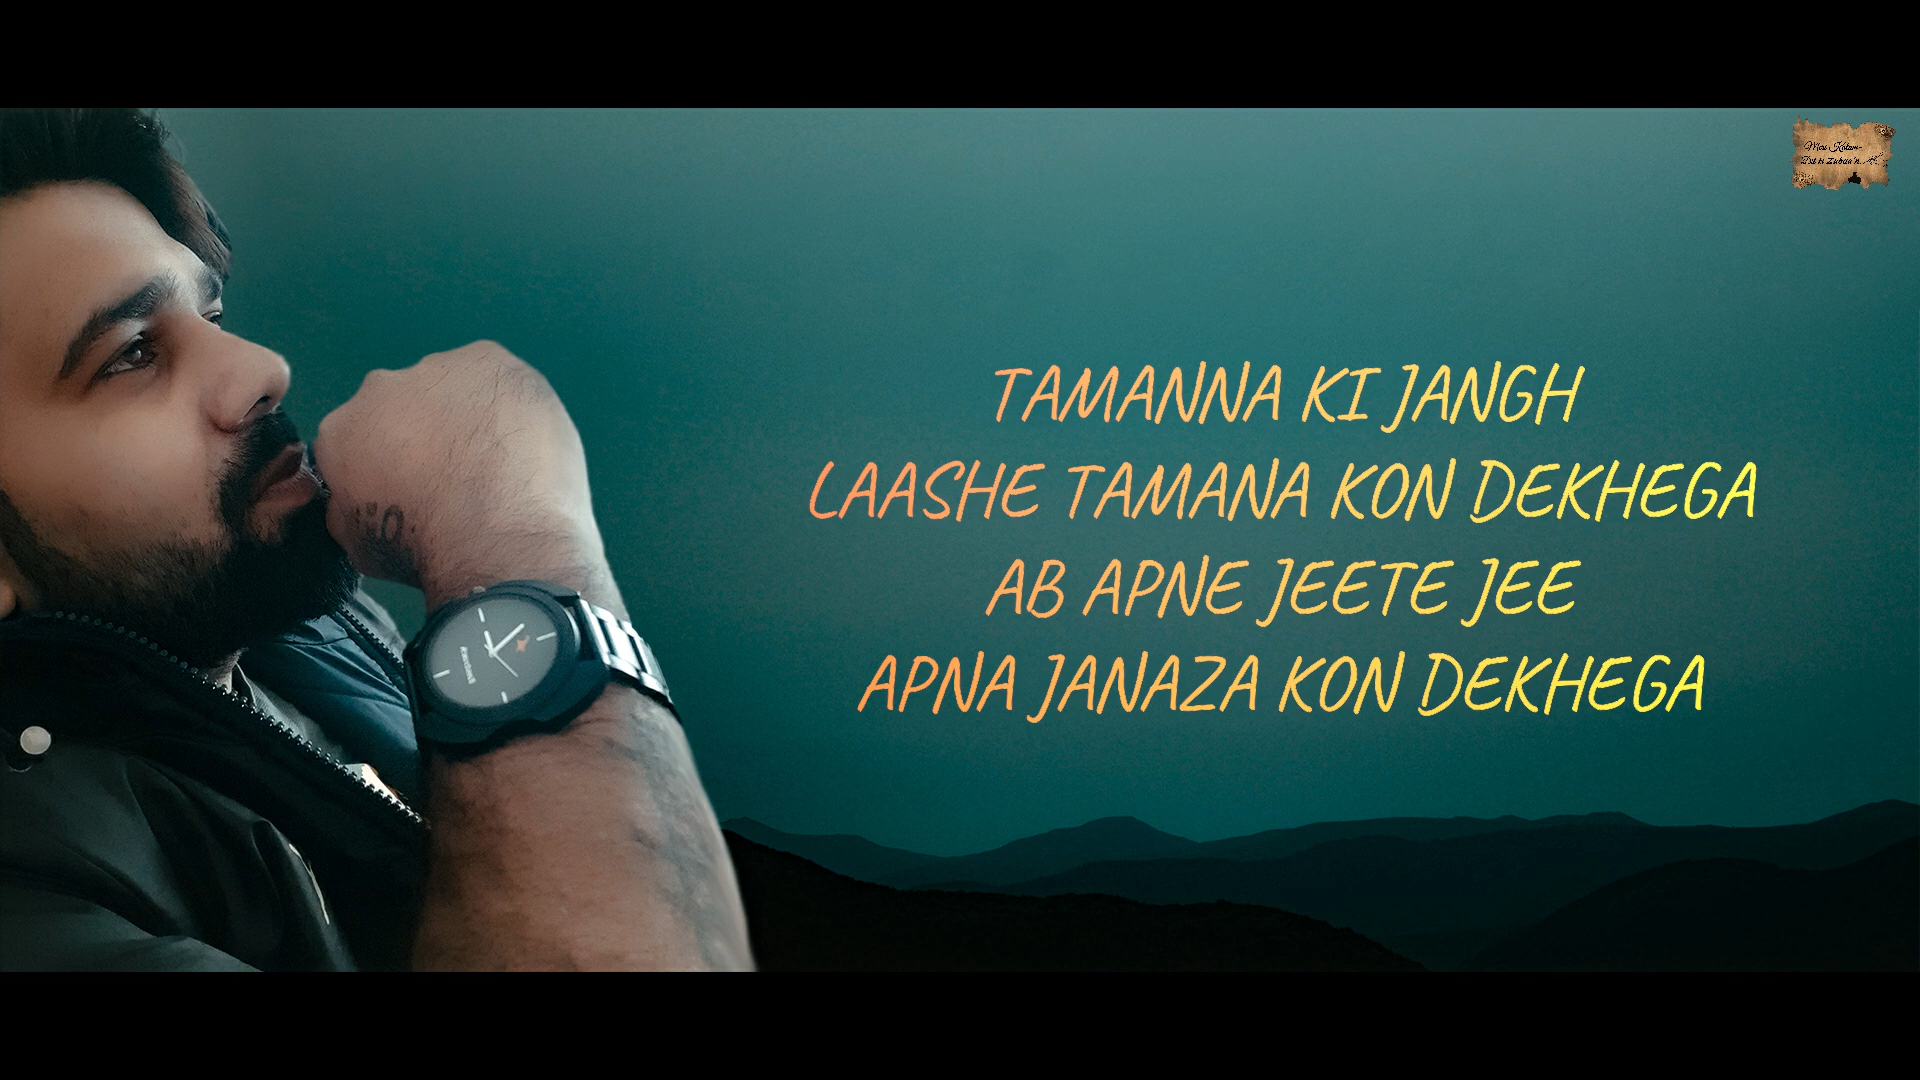 TAMANNA KI JANGH
LAASHE TAMANA KON DEKHEGA
AB APNE JEETE JEE
APNA JANAZA KON DEKHEGA